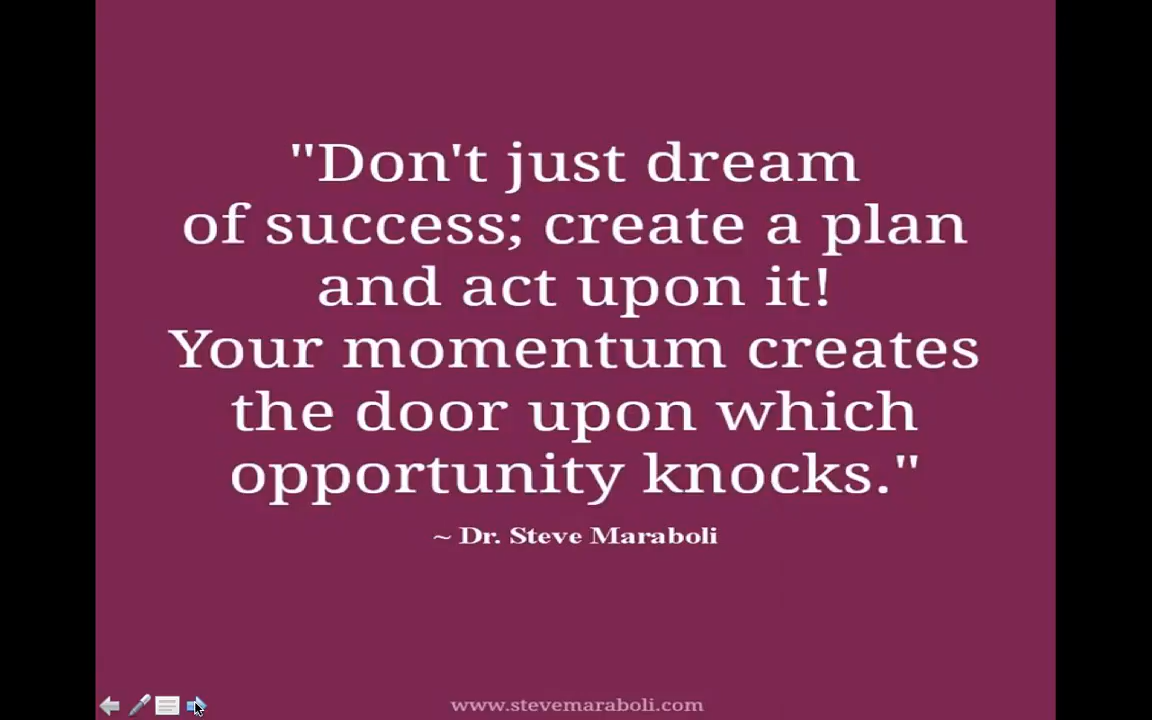 "Don't just dream
of success; create a plan
and act upon it!
Your momentum creates
the door upon which
opportunity knocks."
~ Dr. Steve Maraboli
www.stevemaraboli.com